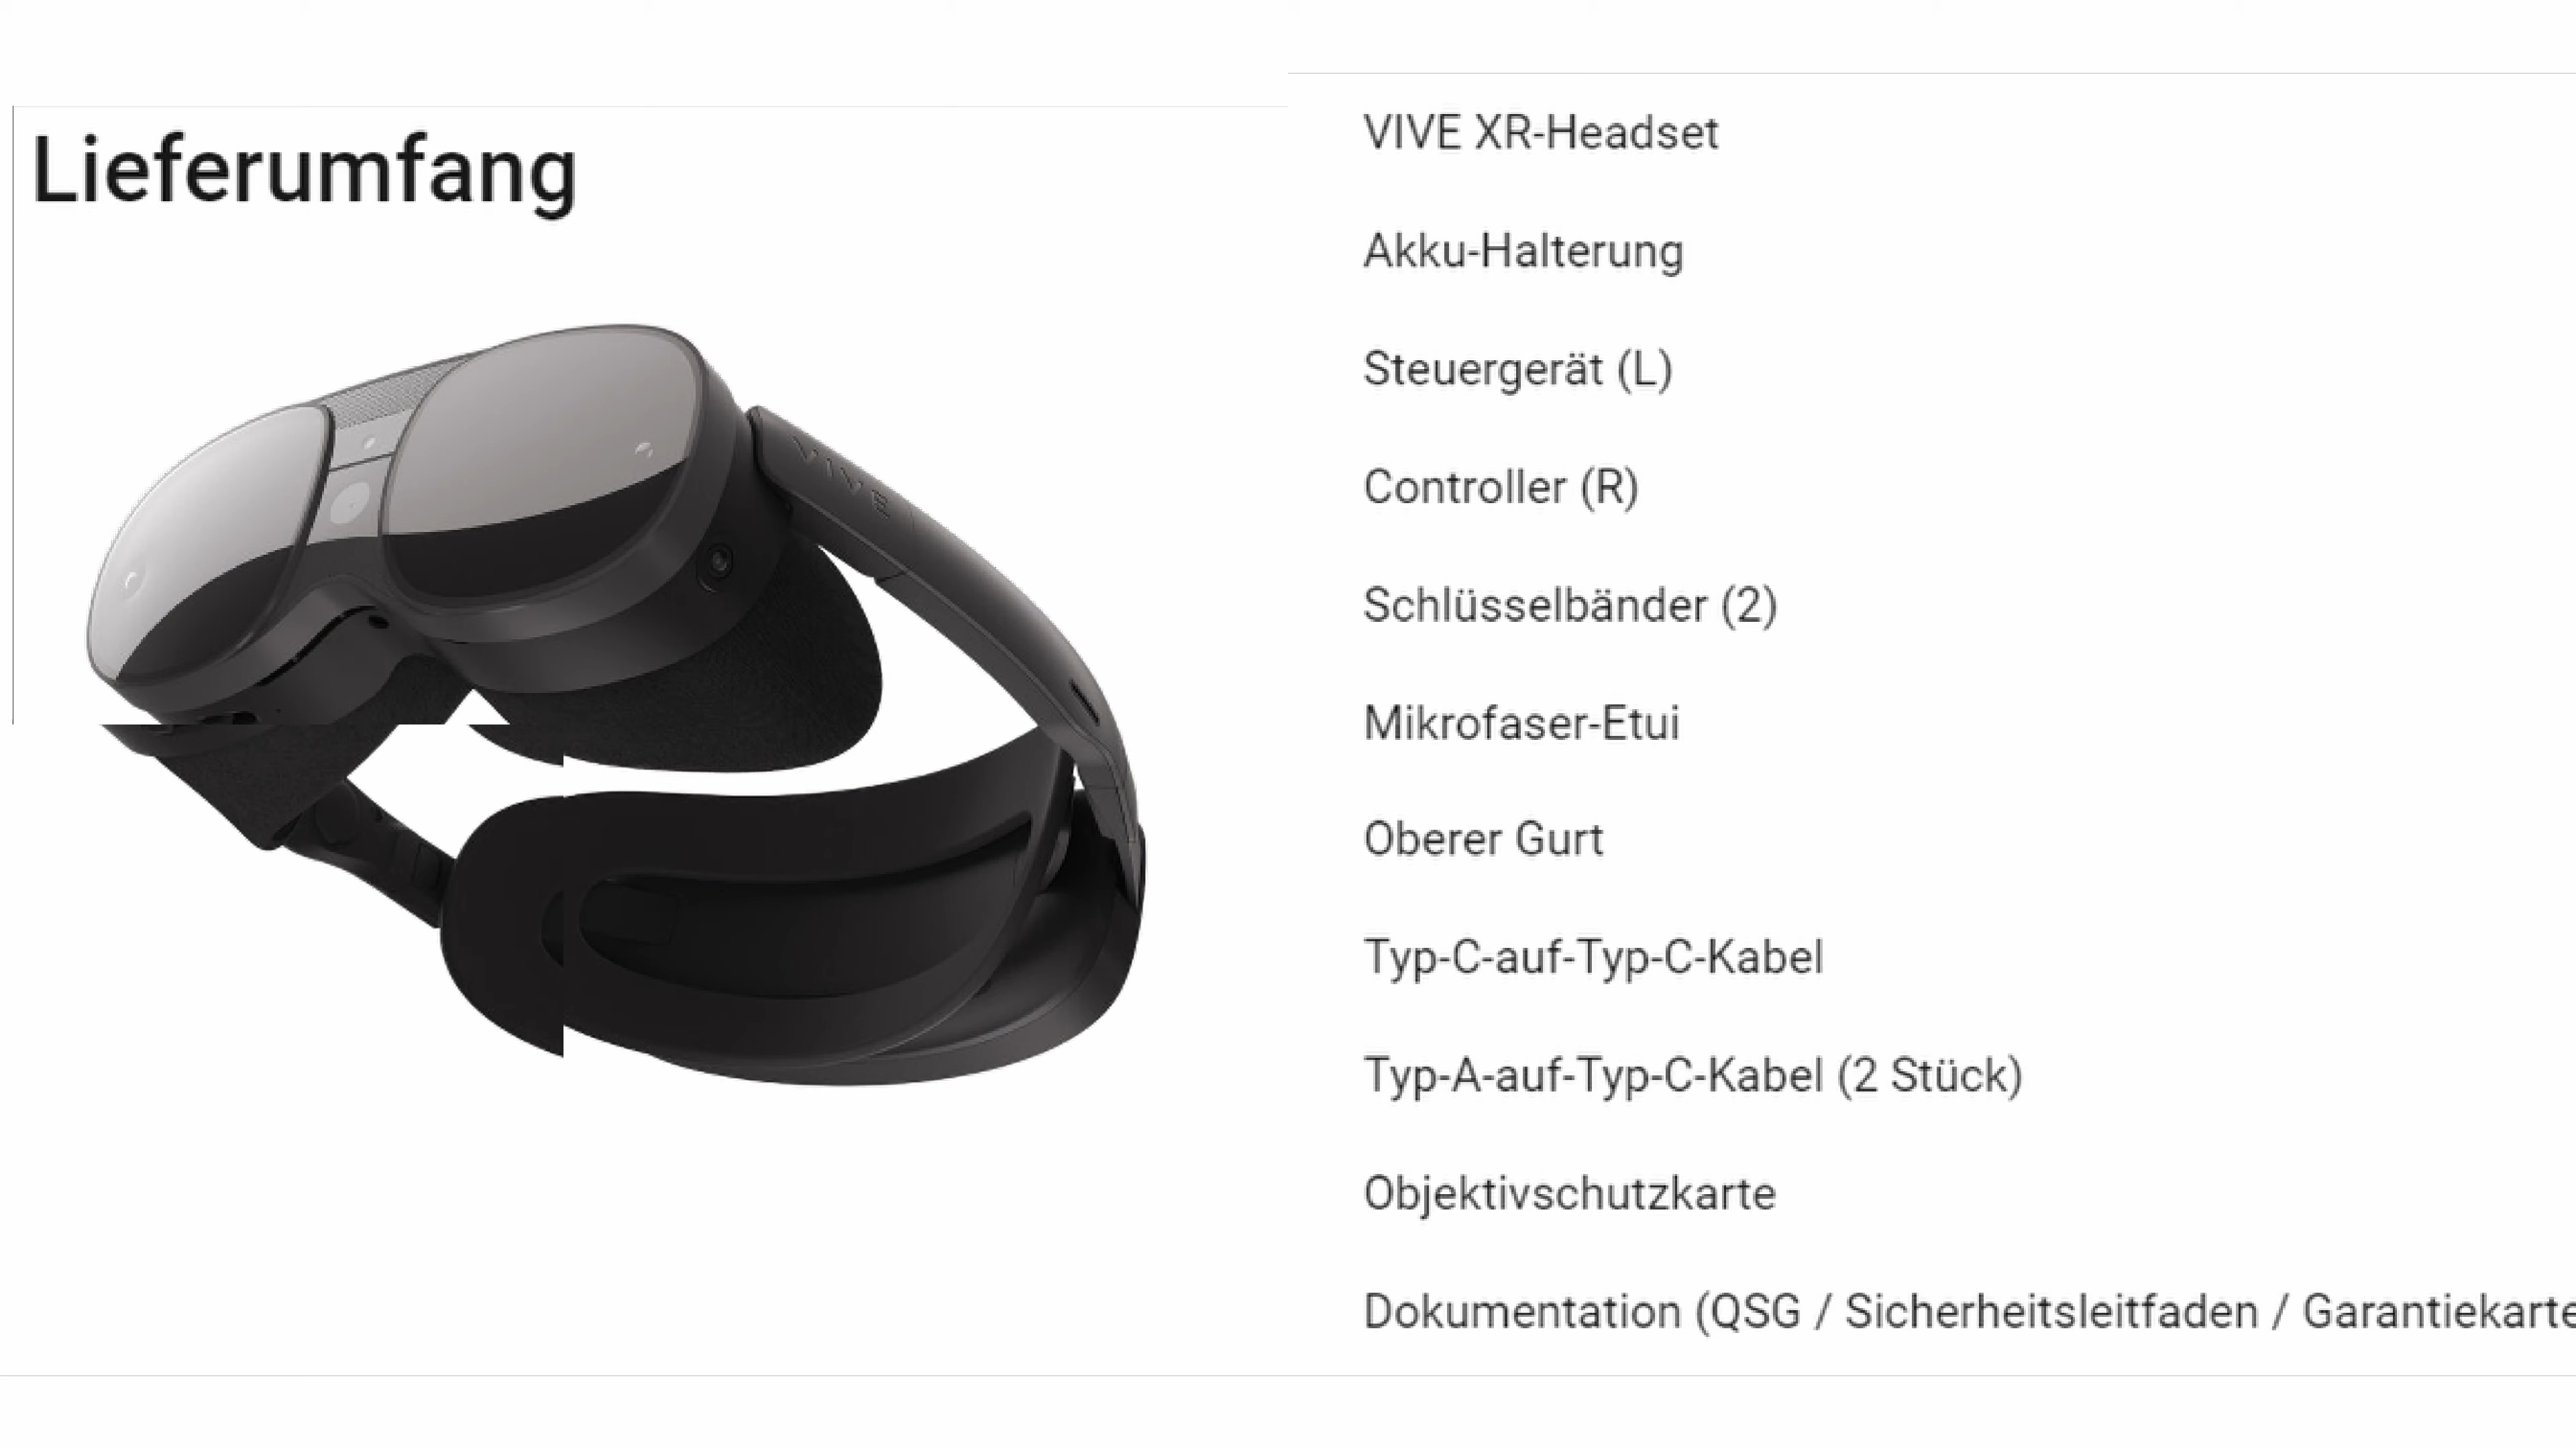 Lieferumfang
VIVE
VIVE XR-Headset
Akku-Halterung
Steuergerät (L)
Controller (R)
Schlüsselbänder (2)
Mikrofaser-Etui
Oberer Gurt
Typ-C-auf-Typ-C-Kabel
Typ-A-auf-Typ-C-Kabel (2 Stück)
Objektivschutzkarte
Dokumentation (QSG / Sicherheitsleitfaden / Garantiekarte